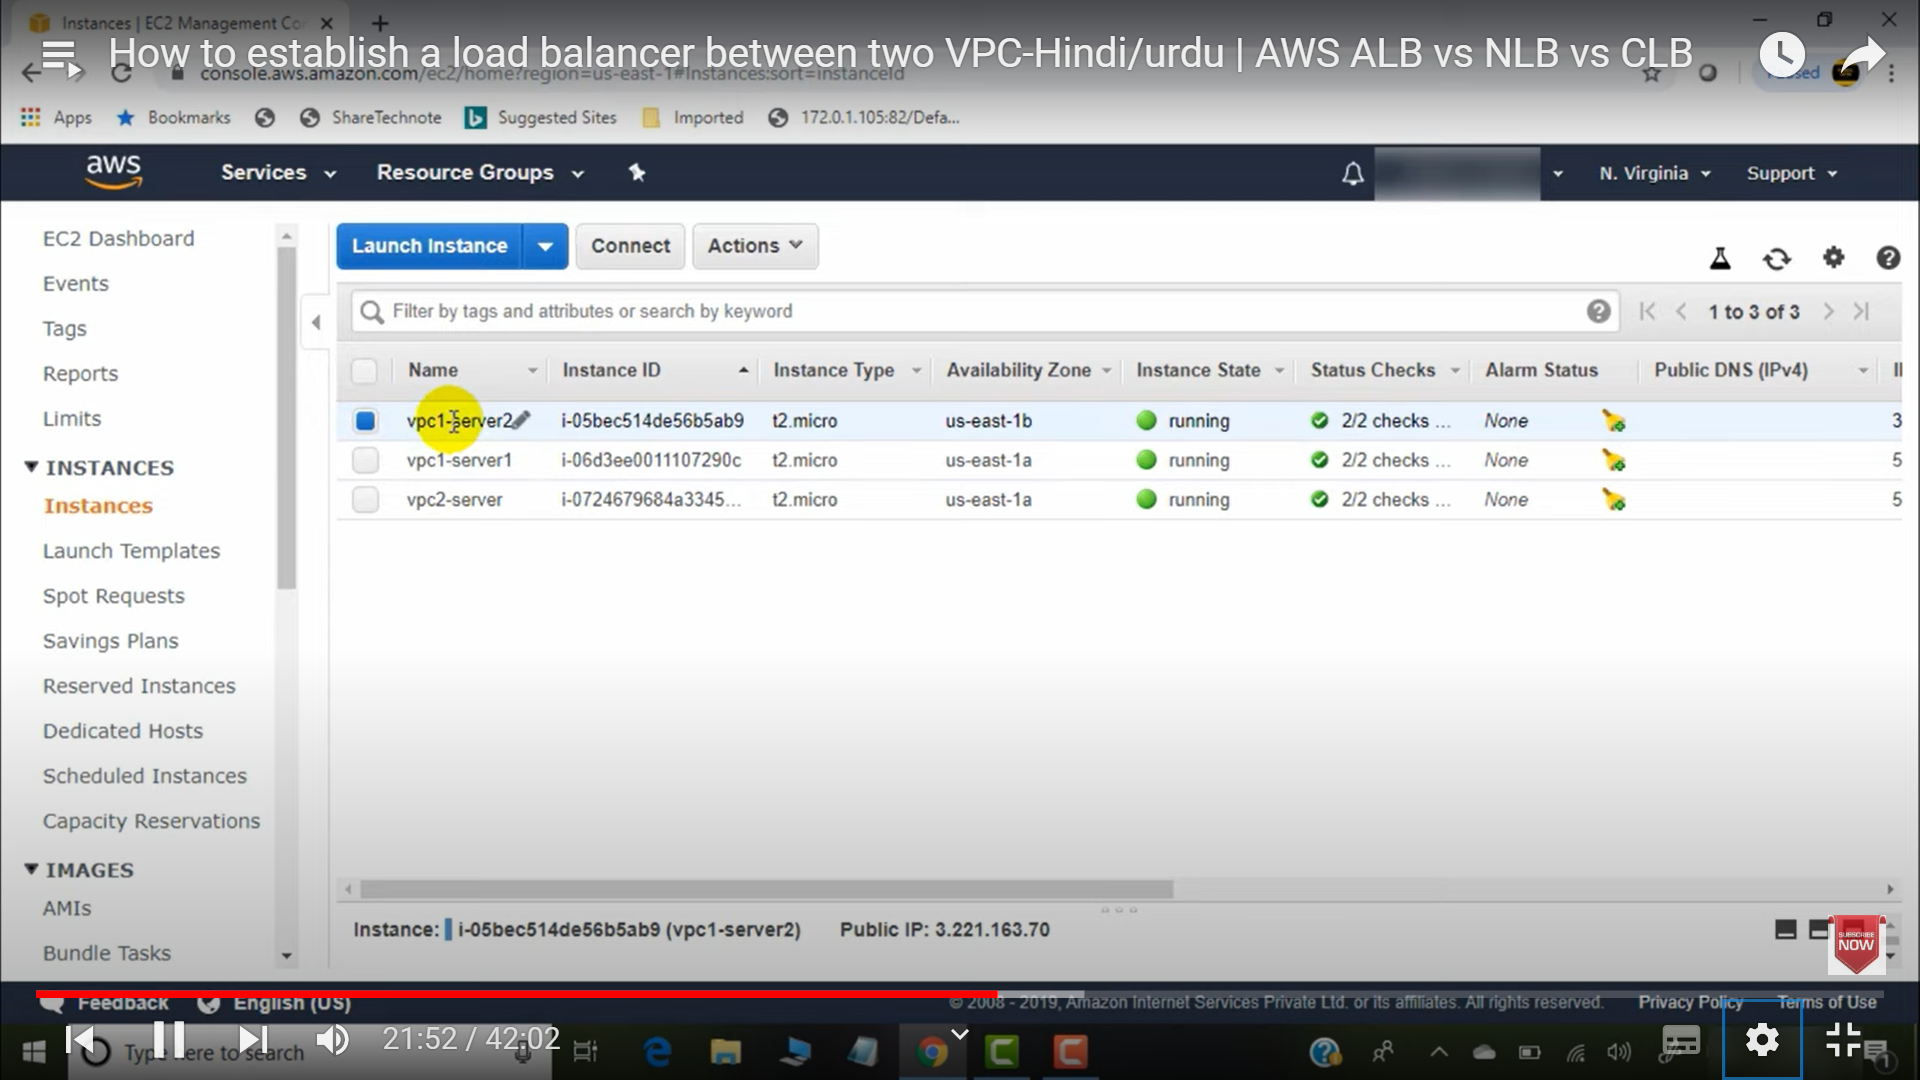 Instances | EC2 Management Co
How to establish a load balancer between two VPC-Hindi/urdu | AWS ALB vs NLB vs CLB
console.aws.amazon.com/ec2/home?region=us-east-1#Instances:sort=instanceId
Paused
Apps Bookmarks ShareTechnote Suggested Sites Imported 172.0.1.105:82/Defa...
aws Services Resource Groups N. Virginia Support
EC2 Dashboard
Events
Tags
Reports
Limits
INSTANCES
Instances
Launch Templates
Spot Requests
Savings Plans
Reserved Instances
Dedicated Hosts
Scheduled Instances
Capacity Reservations
IMAGES
AMIs
Bundle Tasks
Launch Instance Connect Actions
Filter by tags and attributes or search by keyword 1 to 3 of 3
Name Instance ID Instance Type Availability Zone Instance State Status Checks Alarm Status Public DNS (IPv4)
vpc1-server2 i-05bec514de56b5ab9 t2.micro us-east-1b running 2/2 checks ... None 3
vpc1-server1 i-06d3ee0011107290c t2.micro us-east-1a running 2/2 checks ... None 5
vpc2-server i-0724679684a3345... t2.micro us-east-1a running 2/2 checks ... None 5
Instance: i-05bec514de56b5ab9 (vpc1-server2) Public IP: 3.221.163.70
SUBSCRIBE
NOW
Feedback English (US) © 2008 - 2019, Amazon Internet Services Private Ltd. or its affiliates. All rights reserved. Privacy Policy Terms of Use
Type here to search
21:52 / 42:02
1